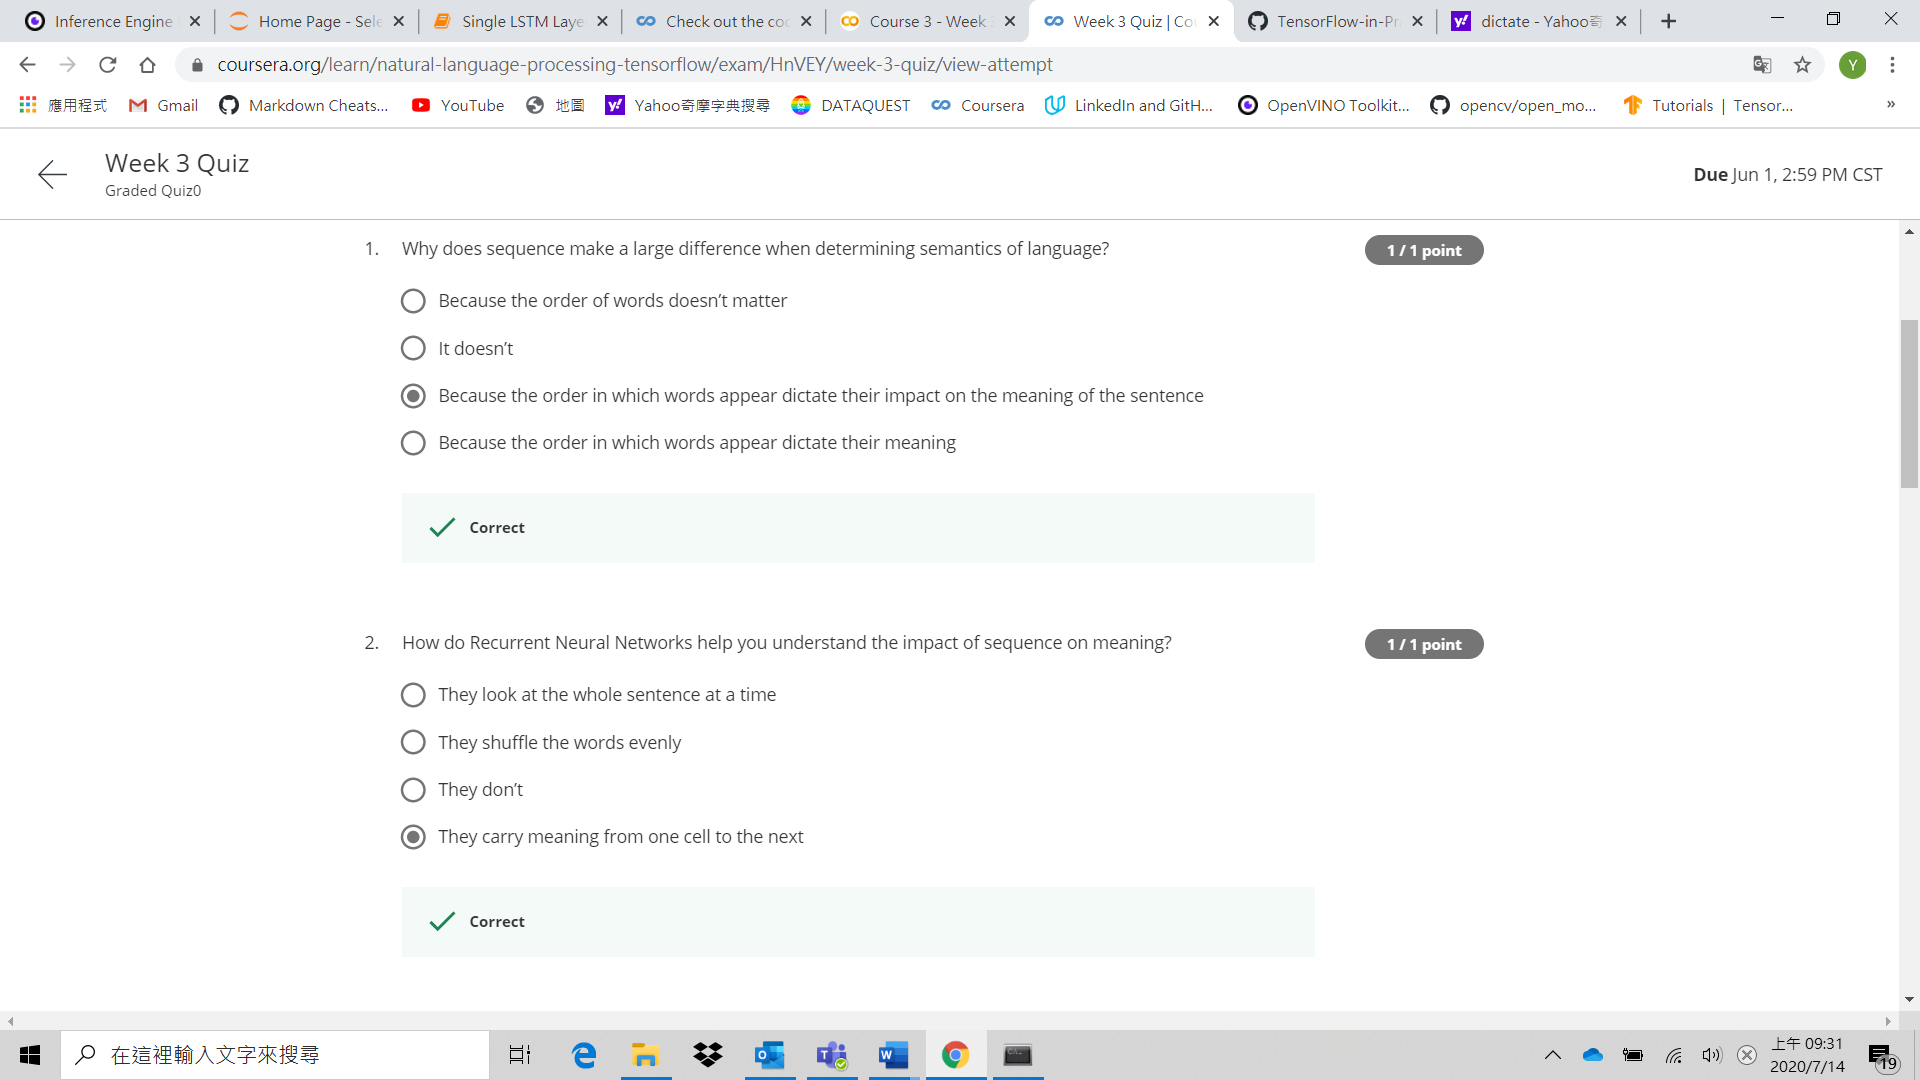 Inference Engine
Home Page - Sele
Single LSTM Laye
Check out the coo
Course 3 - Week 3
Week 3 Quiz | Co
TensorFlow-in-Pr
dictate - Yahoo奇
coursera.org/learn/natural-language-processing-tensorflow/exam/HnVEY/week-3-quiz/view-attempt
Y
應用程式
Gmail
Markdown Cheats...
YouTube
地圖
Yahoo奇摩字典搜尋
DATAQUEST
Coursera
LinkedIn and GitH...
OpenVINO Toolkit...
opencv/open_mo...
Tutorials | Tensor...
»
Week 3 Quiz
Graded Quiz0
Due Jun 1, 2:59 PM CST
1. Why does sequence make a large difference when determining semantics of language?
1 / 1 point
Because the order of words doesn’t matter
It doesn’t
Because the order in which words appear dictate their impact on the meaning of the sentence
Because the order in which words appear dictate their meaning
Correct
2. How do Recurrent Neural Networks help you understand the impact of sequence on meaning?
1 / 1 point
They look at the whole sentence at a time
They shuffle the words evenly
They don’t
They carry meaning from one cell to the next
Correct
在這裡輸入文字來搜尋
上午 09:31
2020/7/14
19